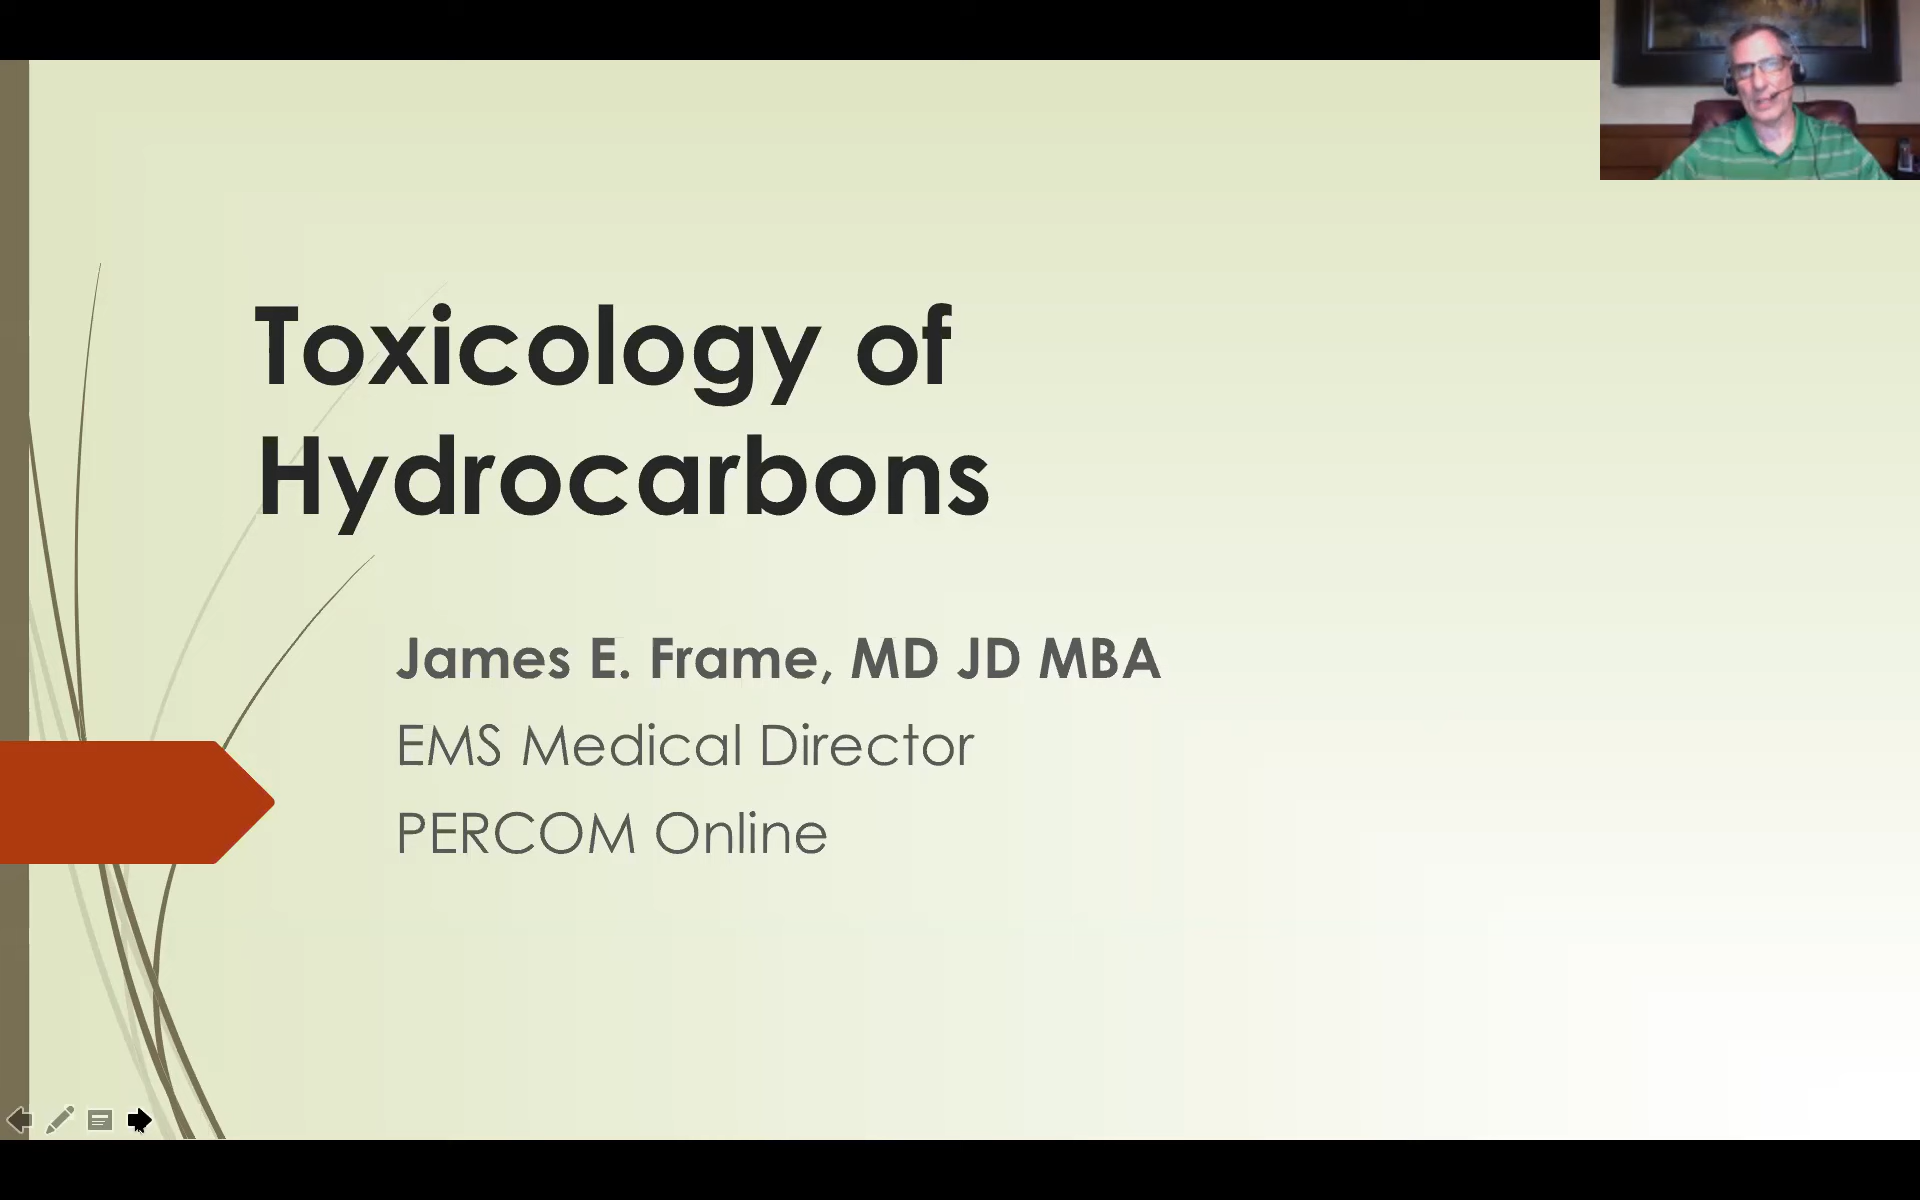 Toxicology of
Hydrocarbons
James E. Frame, MD JD MBA
EMS Medical Director
PERCOM Online